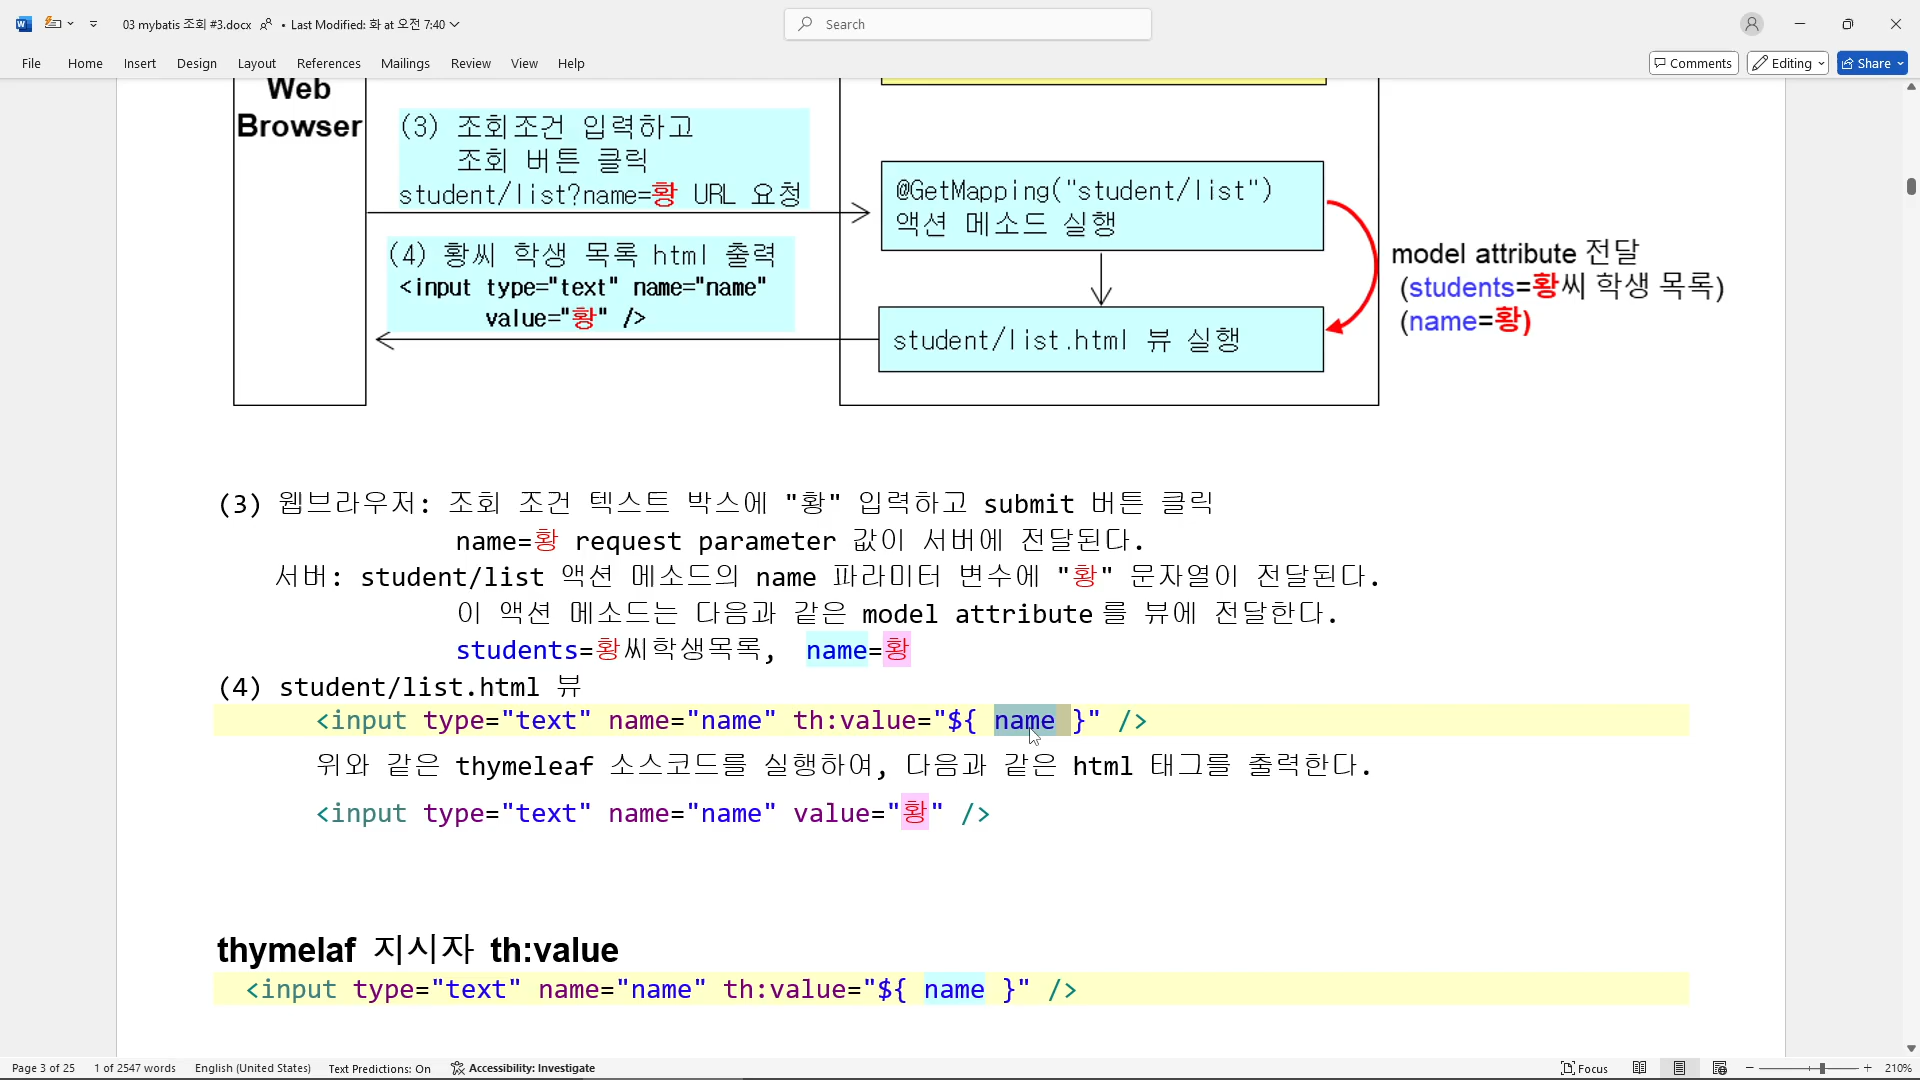 03 mybatis 조회 #3.docx • Last Modified: 화 at 오전 7:40
Search
File Home Insert Design Layout References Mailings Review View Help
Comments Editing Share
Web
Browser
(3) 조회조건 입력하고
조회 버튼 클릭
student/list?name=황 URL 요청
@GetMapping("student/list")
액션 메소드 실행
(4) 황씨 학생 목록 html 출력
<input type="text" name="name"
value="황" />
model attribute 전달
(students=황씨 학생 목록)
(name=황)
student/list.html 뷰 실행
(3) 웹브라우저: 조회 조건 텍스트 박스에 "황" 입력하고 submit 버튼 클릭
name=황 request parameter 값이 서버에 전달된다.
서버: student/list 액션 메소드의 name 파라미터 변수에 "황" 문자열이 전달된다.
이 액션 메소드는 다음과 같은 model attribute를 뷰에 전달한다.
students=황씨학생목록, name=황
(4) student/list.html 뷰
<input type="text" name="name" th:value="${ name }" />
위와 같은 thymeleaf 소스코드를 실행하여, 다음과 같은 html 태그를 출력한다.
<input type="text" name="name" value="황" />
thymelaf 지시자 th:value
<input type="text" name="name" th:value="${ name }" />
Page 3 of 25 1 of 2547 words English (United States) Text Predictions: On Accessibility: Investigate Focus 210%